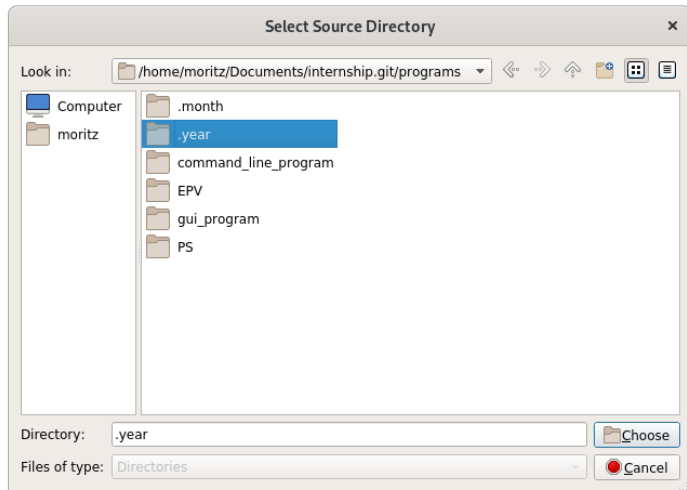 Select Source Directory
Look in: /home/moritz/Documents/internship.git/programs
Computer
moritz
.month
.year
command_line_program
EPV
gui_program
PS
Directory: .year Choose
Files of type: Directories Cancel